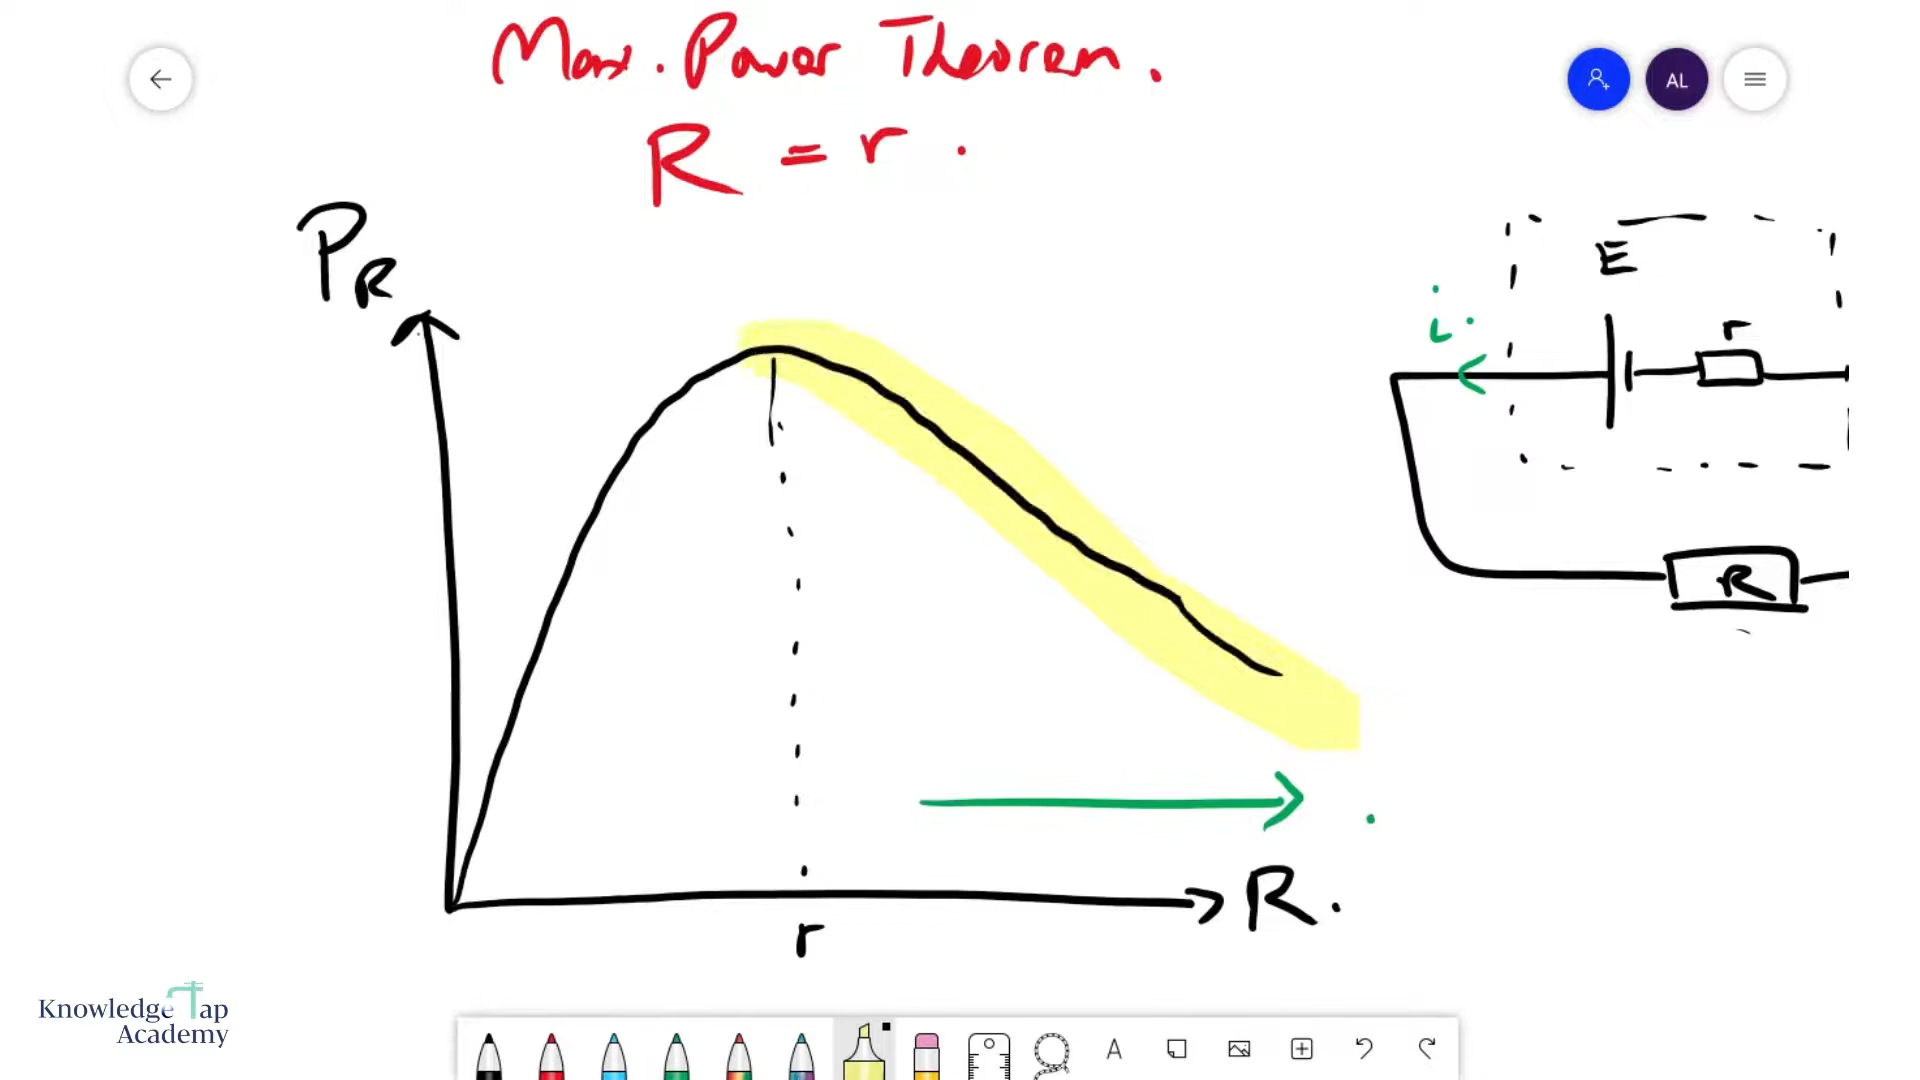 Max. Power Theorem.
R = r.
P_R
E
i
r
R
R.
r
AL
A
Knowledge Tap
Academy